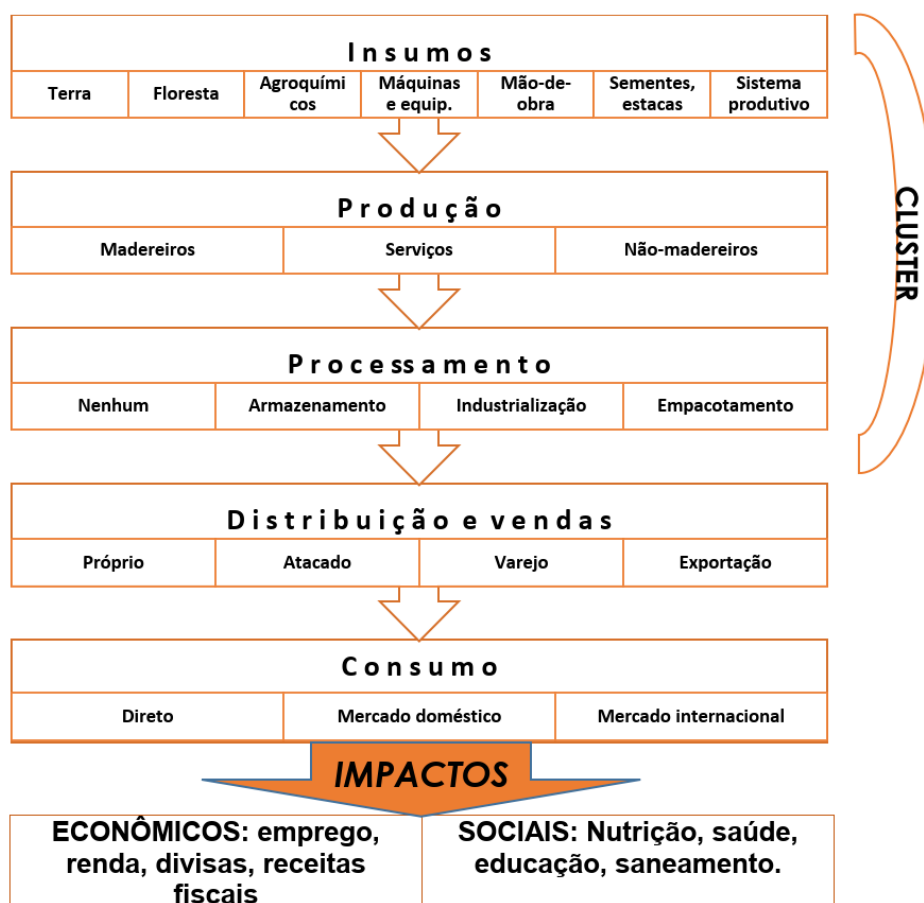 Insumos
Terra
Floresta
Agroquími
cos
Máquinas
e equip.
Mão-de-
obra
Sementes,
estacas
Sistema
produtivo
Produção
Madereiros
Serviços
Não-madereiros
Processamento
Nenhum
Armazenamento
Industrialização
Empacotamento
CLUSTER
Distribuição e vendas
Próprio
Atacado
Varejo
Exportação
Consumo
Direto
Mercado doméstico
Mercado internacional
IMPACTOS
ECONÔMICOS: emprego,
renda, divisas, receitas
fiscais
SOCIAIS: Nutrição, saúde,
educação, saneamento.